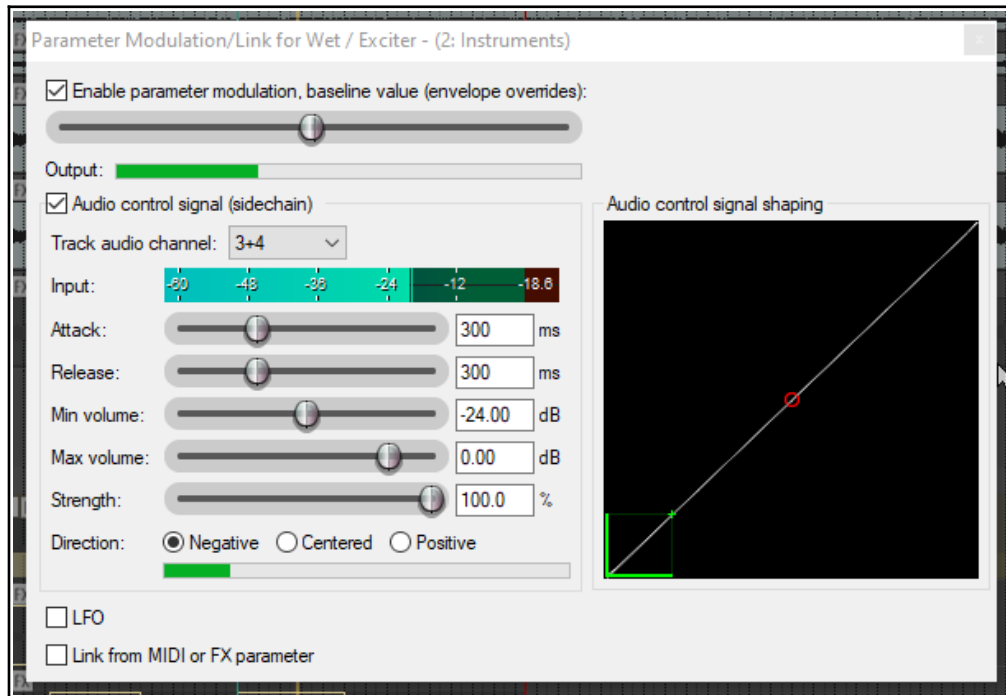 Parameter Modulation/Link for Wet / Exciter - (2: Instruments)
x
Enable parameter modulation, baseline value (envelope overrides):
Output:
Audio control signal (sidechain)
Audio control signal shaping
Track audio channel: 3+4
Input: -60 -48 -36 -24 -12 -18.6
Attack: 300 ms
Release: 300 ms
Min volume: -24.00 dB
Max volume: 0.00 dB
Strength: 100.0 %
Direction: Negative Centered Positive
LFO
Link from MIDI or FX parameter